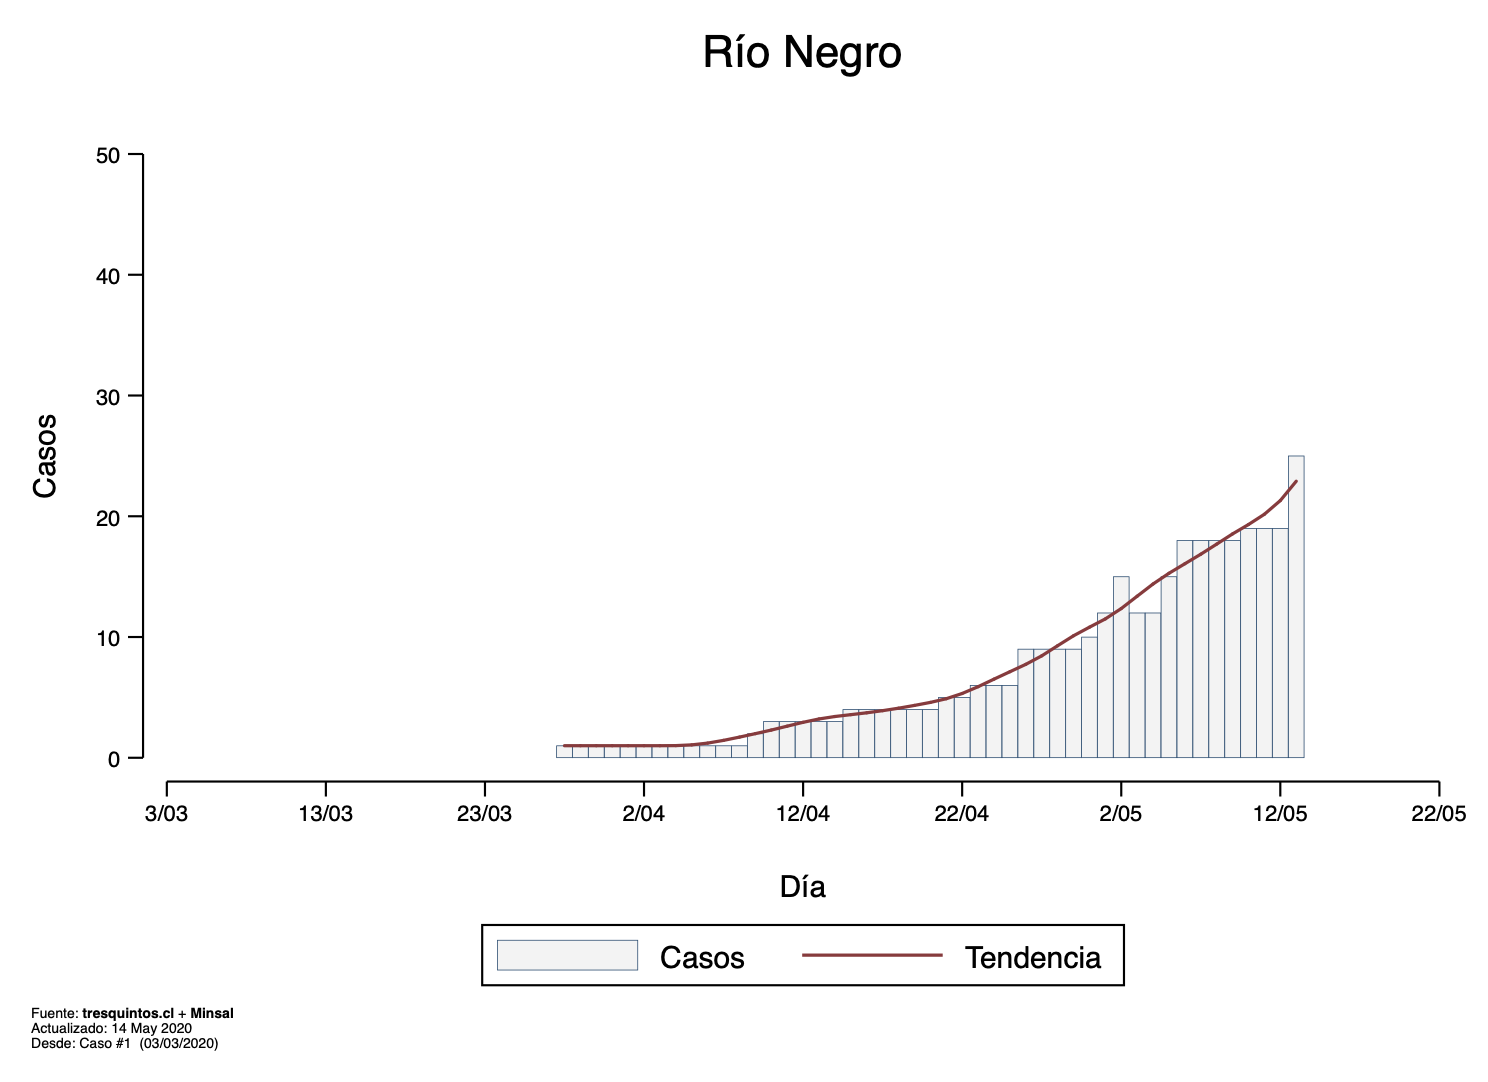 Río Negro
50
40
30
20
10
0
Casos
3/03 13/03 23/03 2/04 12/04 22/04 2/05 12/05 22/05
Día
Casos Tendencia
Fuente: tresquintos.cl + Minsal
Actualizado: 14 May 2020
Desde: Caso #1 (03/03/2020)